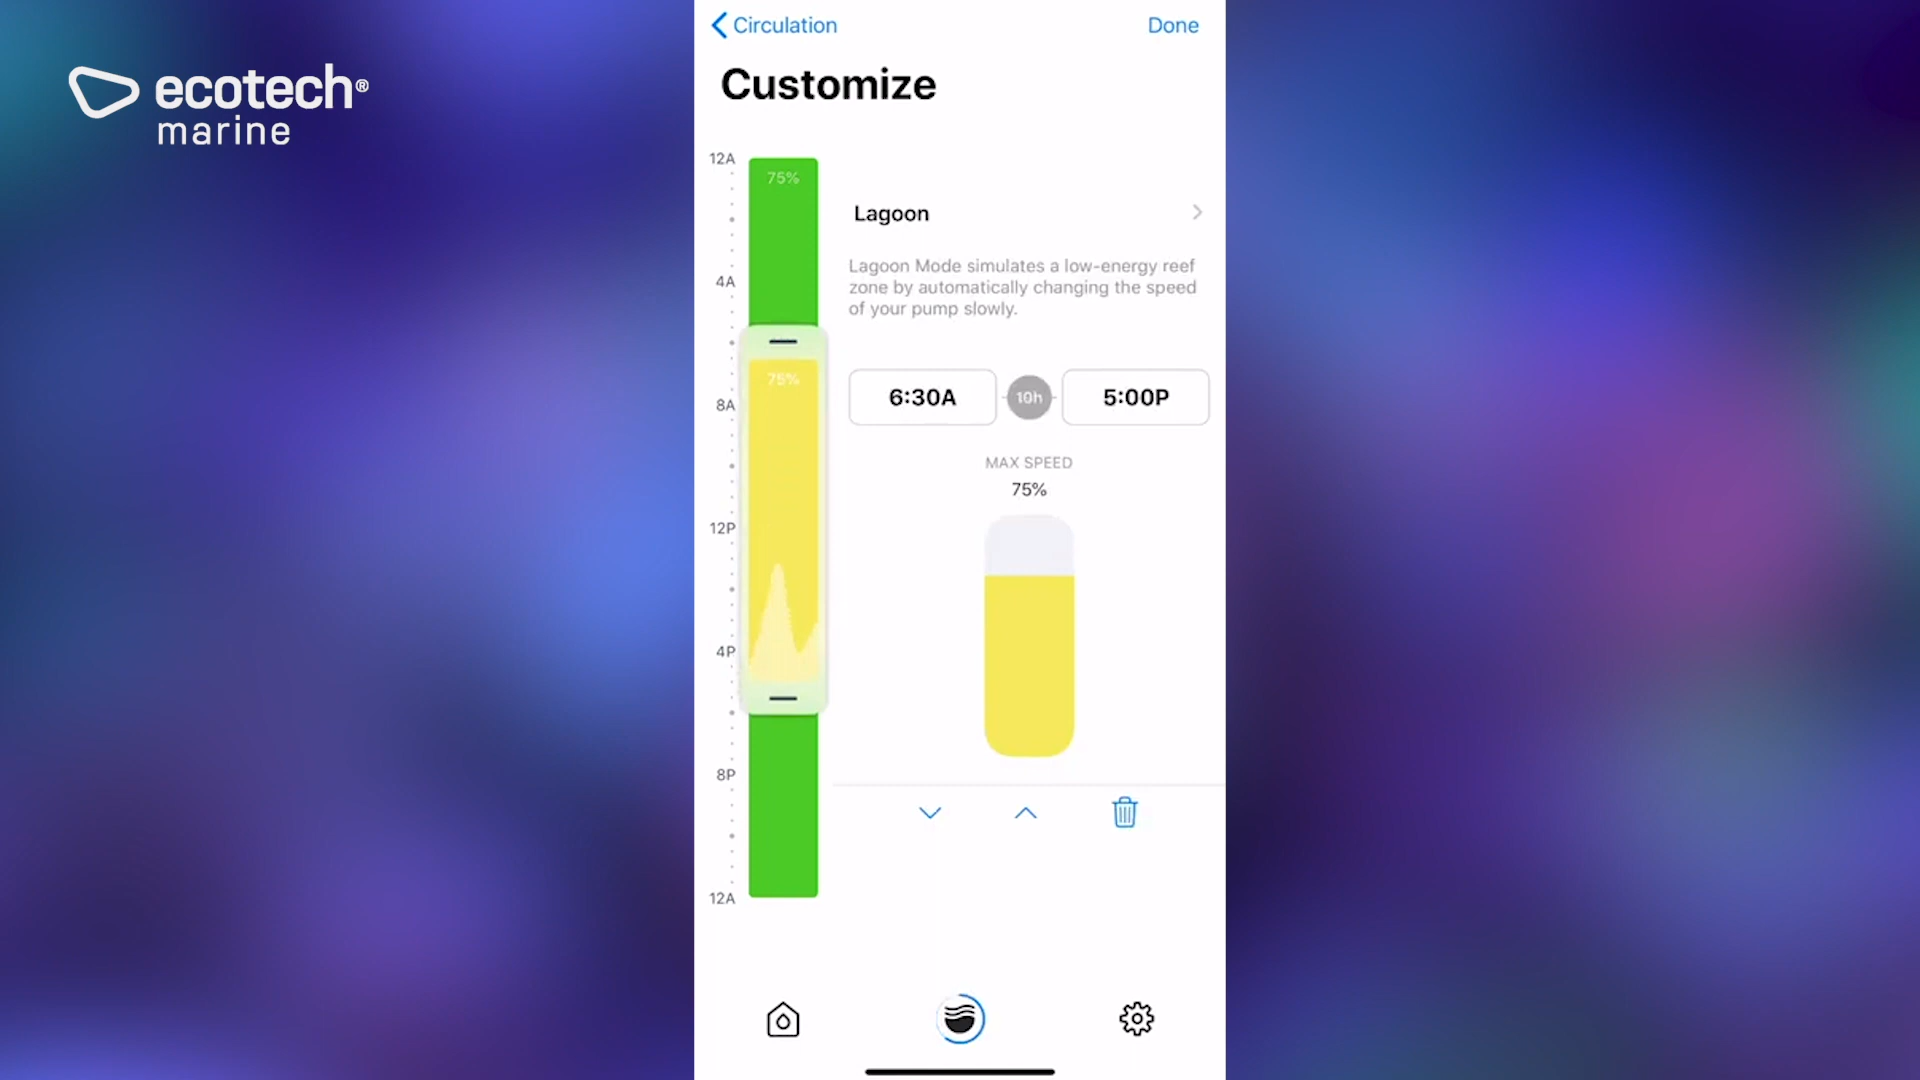 ecotech®
marine
Circulation
Done
Customize
12A
75%
4A
75%
8A
12P
4P
8P
12A
Lagoon
Lagoon Mode simulates a low-energy reef
zone by automatically changing the speed
of your pump slowly.
6:30A
10h
5:00P
MAX SPEED
75%